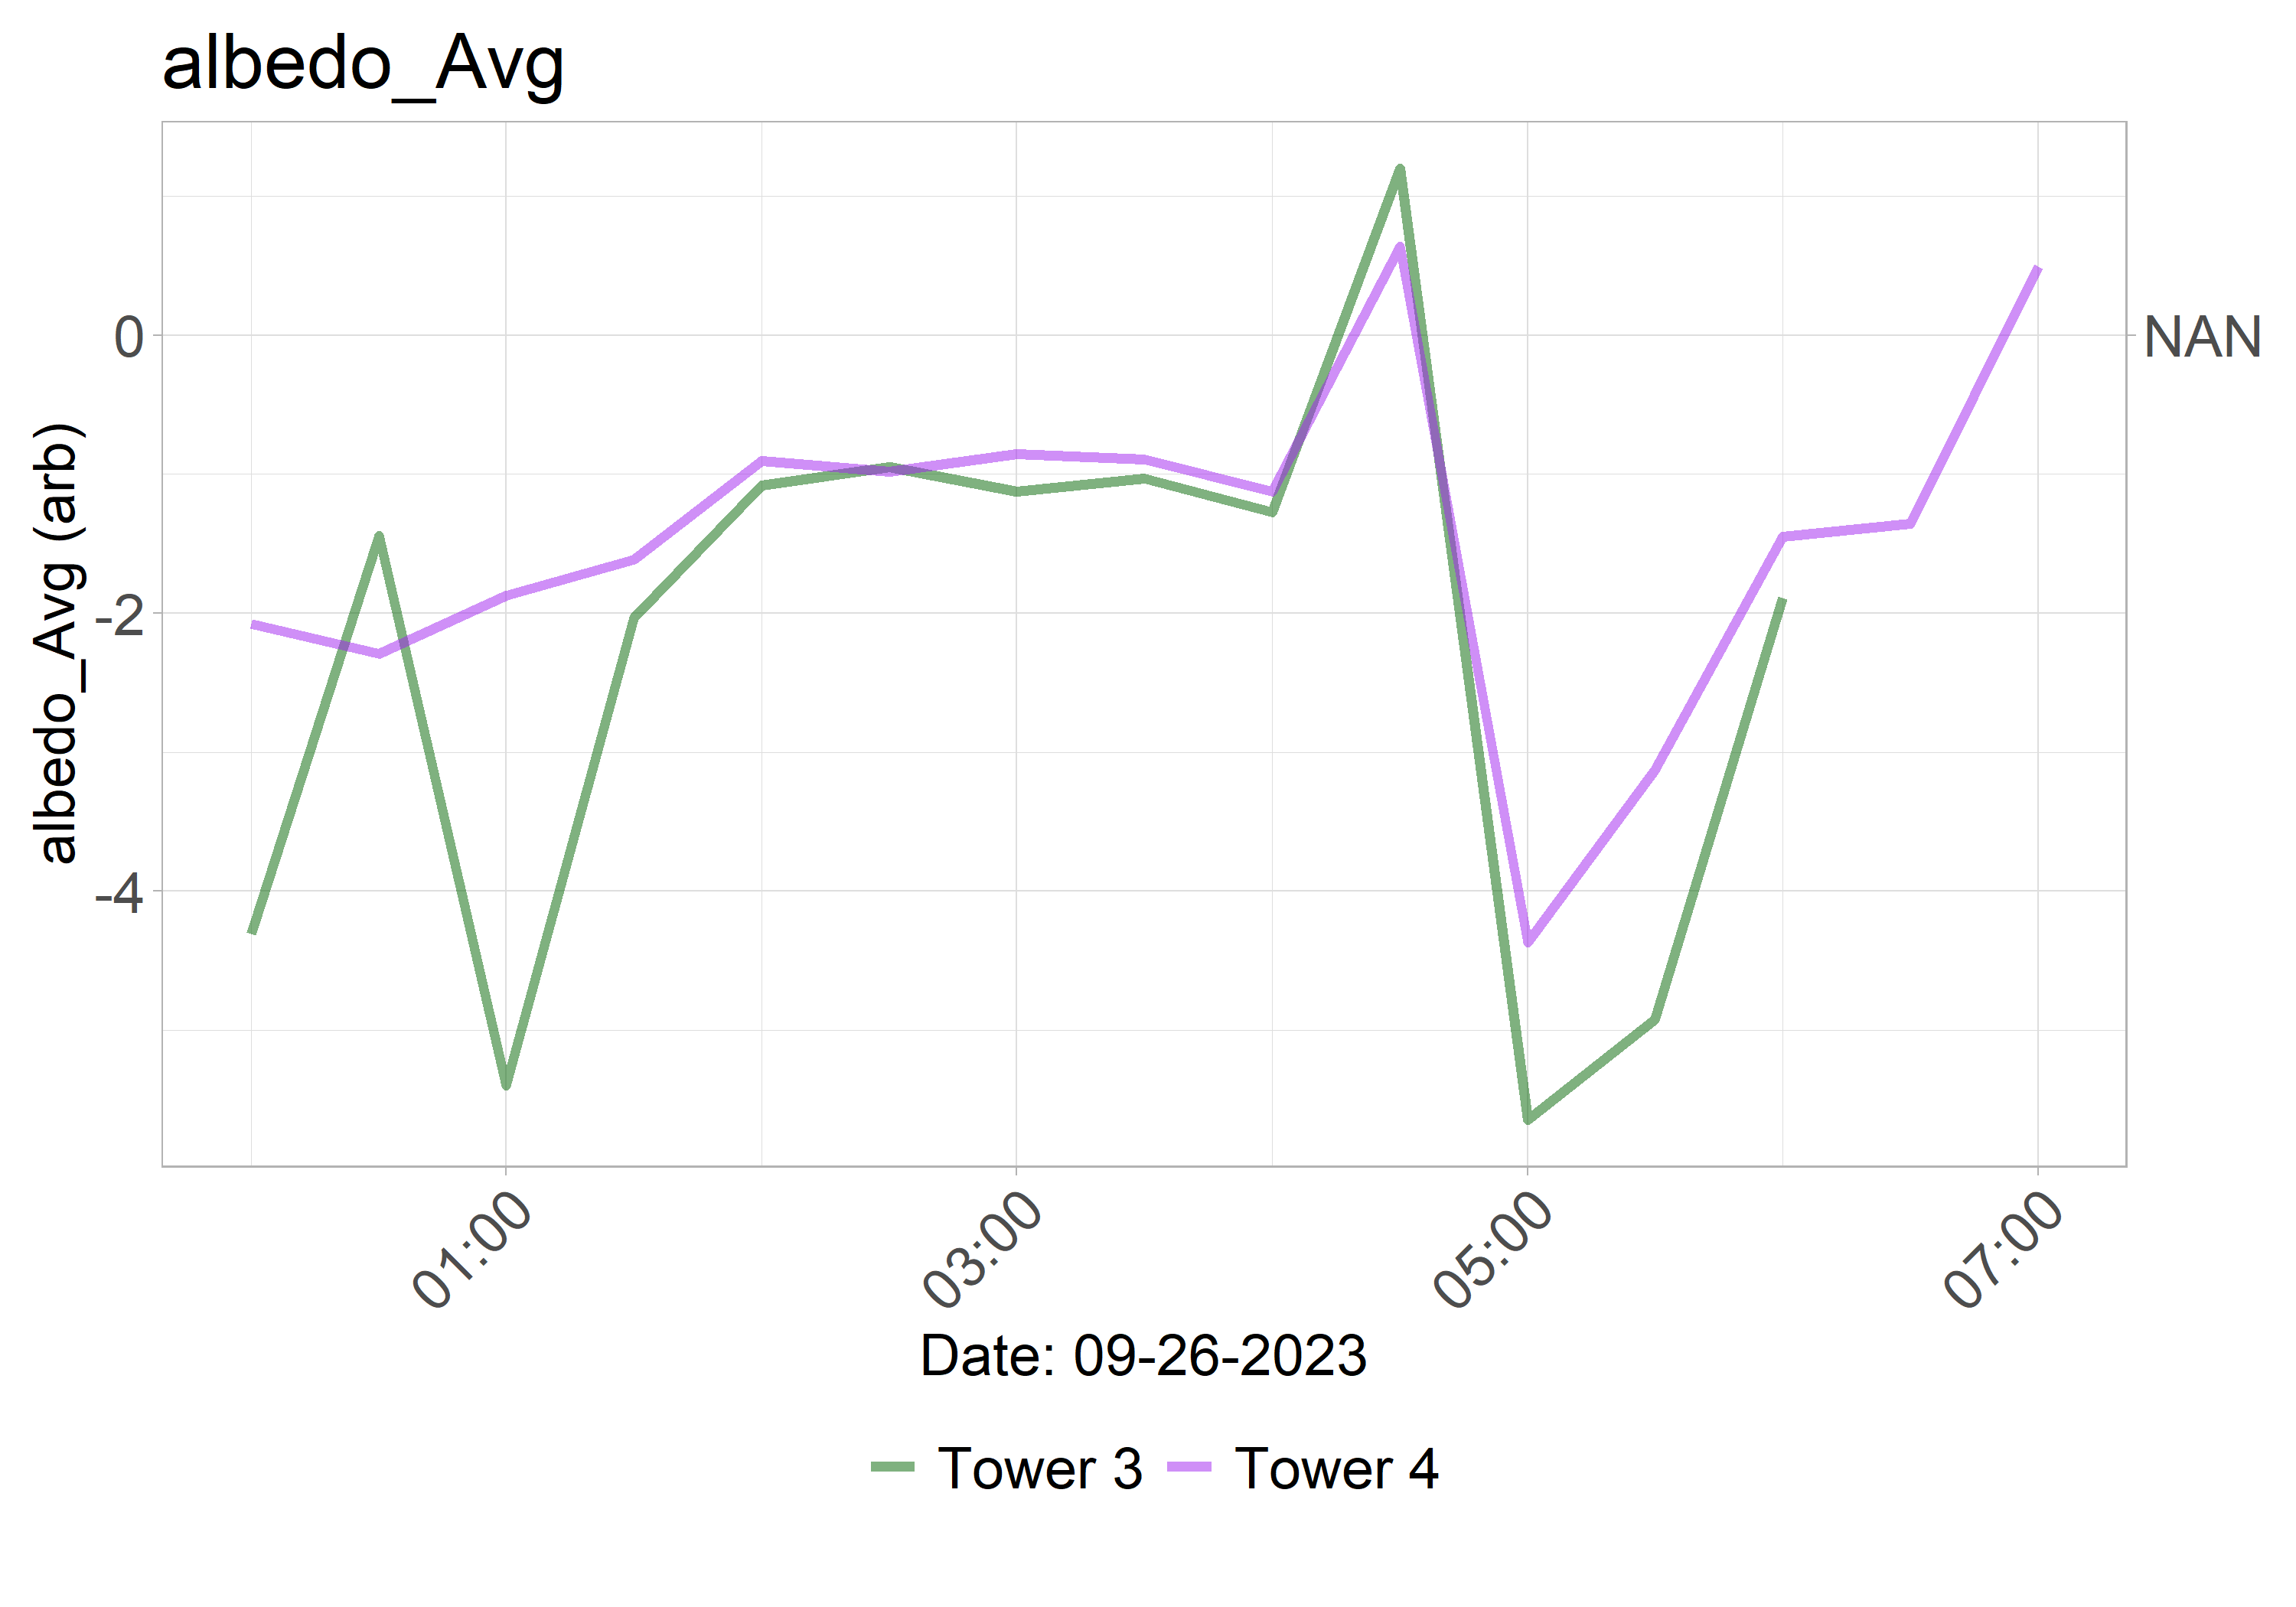 albedo_Avg
albedo_Avg (arb)
0
-2
-4
NAN
01:00
03:00
05:00
07:00
Date: 09-26-2023
Tower 3
Tower 4